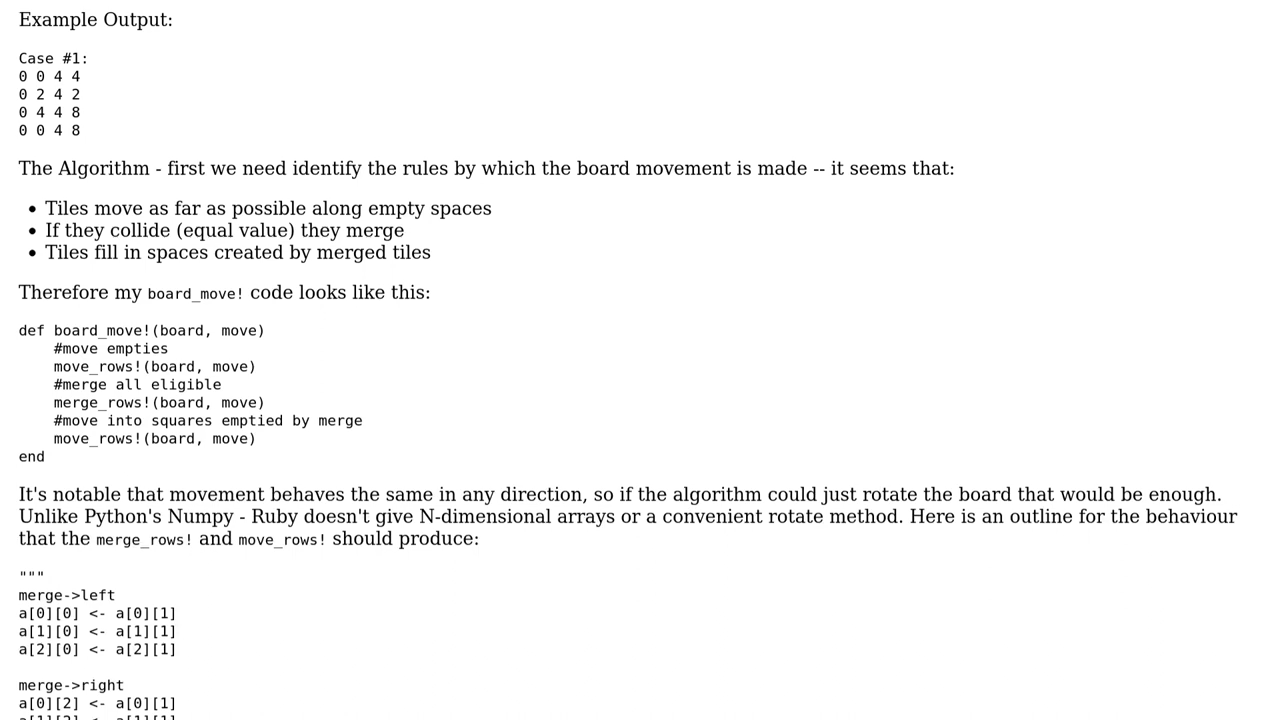 Example Output:
Case #1:
0 0 4 4
0 2 4 2
0 4 4 8
0 0 4 8
The Algorithm - first we need identify the rules by which the board movement is made -- it seems that:
• Tiles move as far as possible along empty spaces
• If they collide (equal value) they merge
• Tiles fill in spaces created by merged tiles
Therefore my board_move! code looks like this:
def board_move!(board, move)
    #move empties
    move_rows!(board, move)
    #merge all eligible
    merge_rows!(board, move)
    #move into squares emptied by merge
    move_rows!(board, move)
end
It's notable that movement behaves the same in any direction, so if the algorithm could just rotate the board that would be enough.
Unlike Python's Numpy - Ruby doesn't give N-dimensional arrays or a convenient rotate method. Here is an outline for the behaviour
that the merge_rows! and move_rows! should produce:
"""
merge->left
a[0][0] <- a[0][1]
a[1][0] <- a[1][1]
a[2][0] <- a[2][1]
merge->right
a[0][2] <- a[0][1]